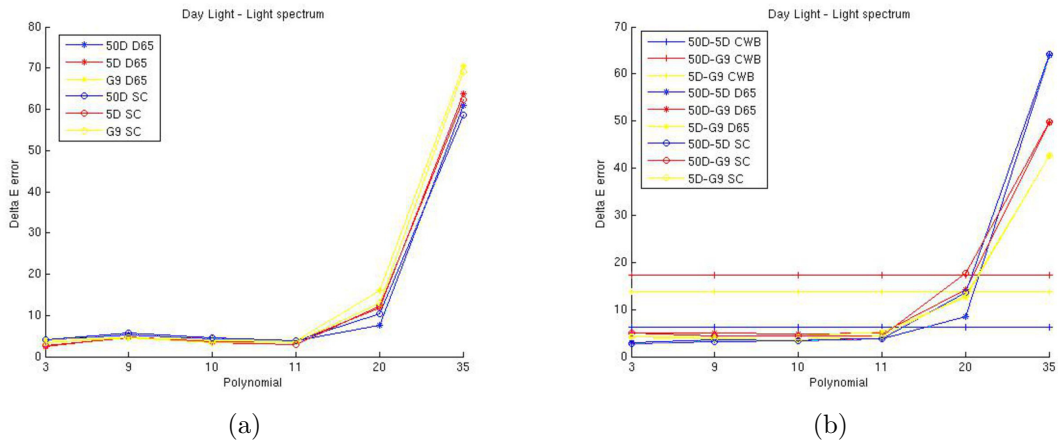 Day Light - Light spectrum
80
70
60
50
40
30
20
10
0
Delta E error
50D D65
5D D65
G9 D65
50D SC
5D SC
G9 SC
3 9 10 11 20 35
Polynomial
(a)
Day Light - Light spectrum
70
60
50
40
30
20
10
0
Delta E error
50D-5D CWB
50D-G9 CWB
5D-G9 CWB
50D-5D D65
50D-G9 D65
5D-G9 D65
50D-5D SC
50D-G9 SC
5D-G9 SC
3 9 10 11 20 35
Polynomial
(b)